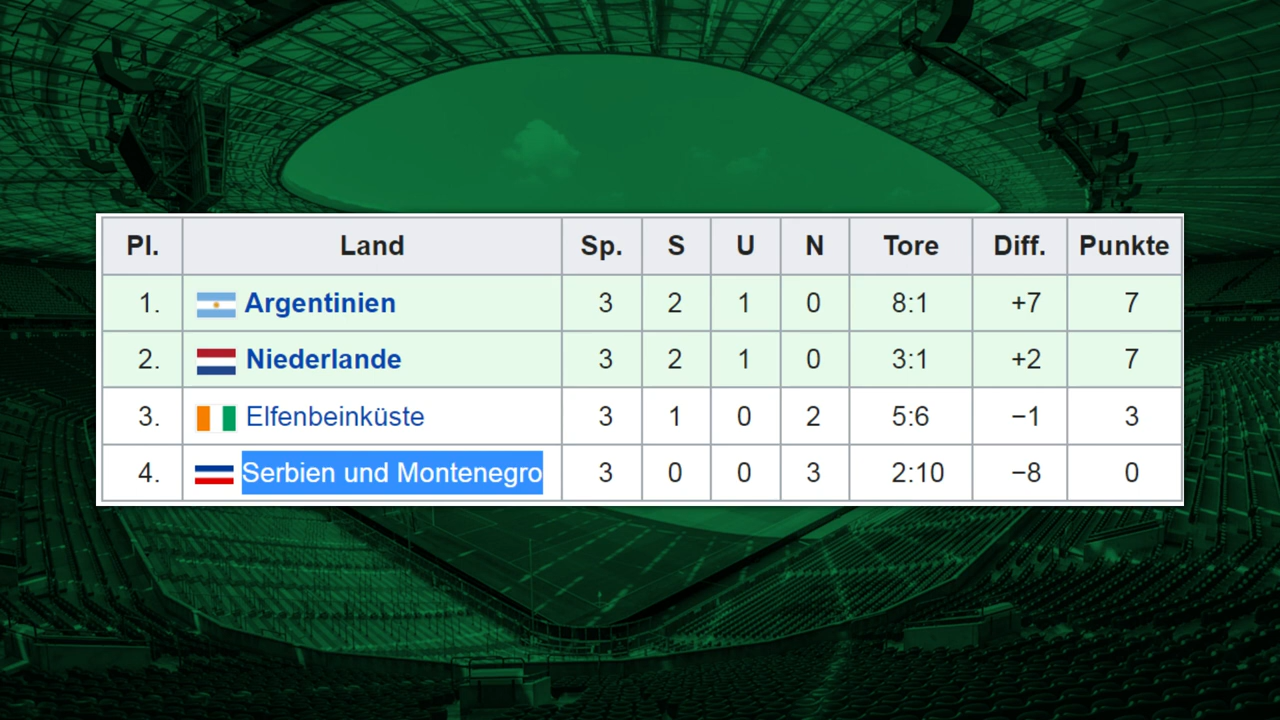 Pl. Land Sp. S U N Tore Diff. Punkte
1. Argentinien 3 2 1 0 8:1 +7 7
2. Niederlande 3 2 1 0 3:1 +2 7
3. Elfenbeinküste 3 1 0 2 5:6 −1 3
4. Serbien und Montenegro 3 0 0 3 2:10 −8 0